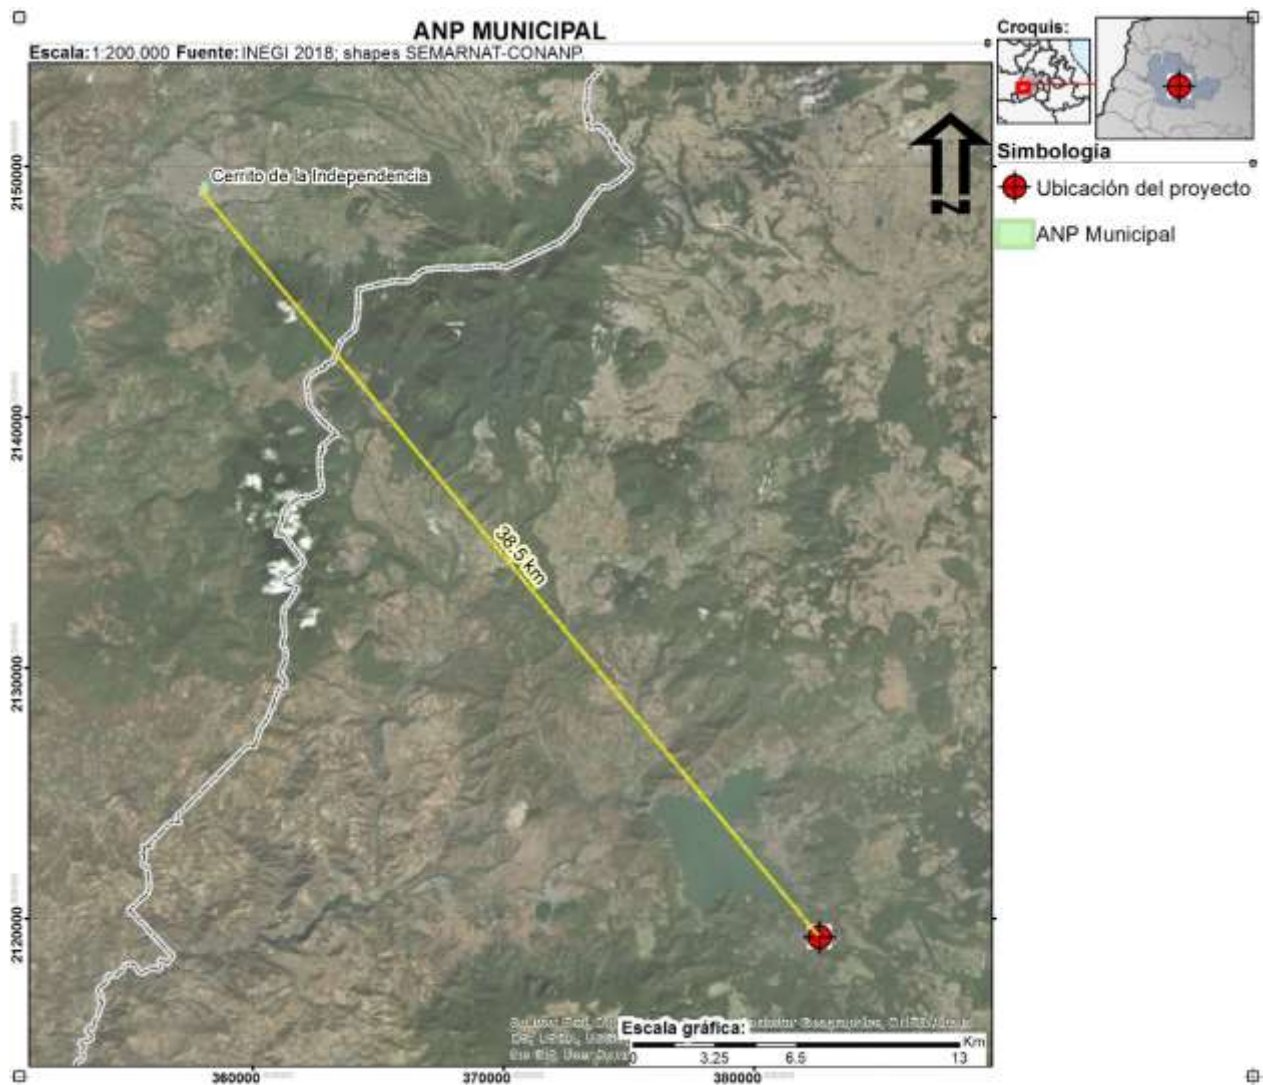 ANP MUNICIPAL
Escala: 1:200,000 Fuente: INEGI 2018; shapes SEMARNAT-CONANP.
Croquis:
Simbología
Ubicación del proyecto
ANP Municipal
N
Cerrito de la Independencia
38.5 km
2150000
2140000
2130000
2120000
Escala gráfica:
Km
0 3.25 6.5 13
360000 370000 380000